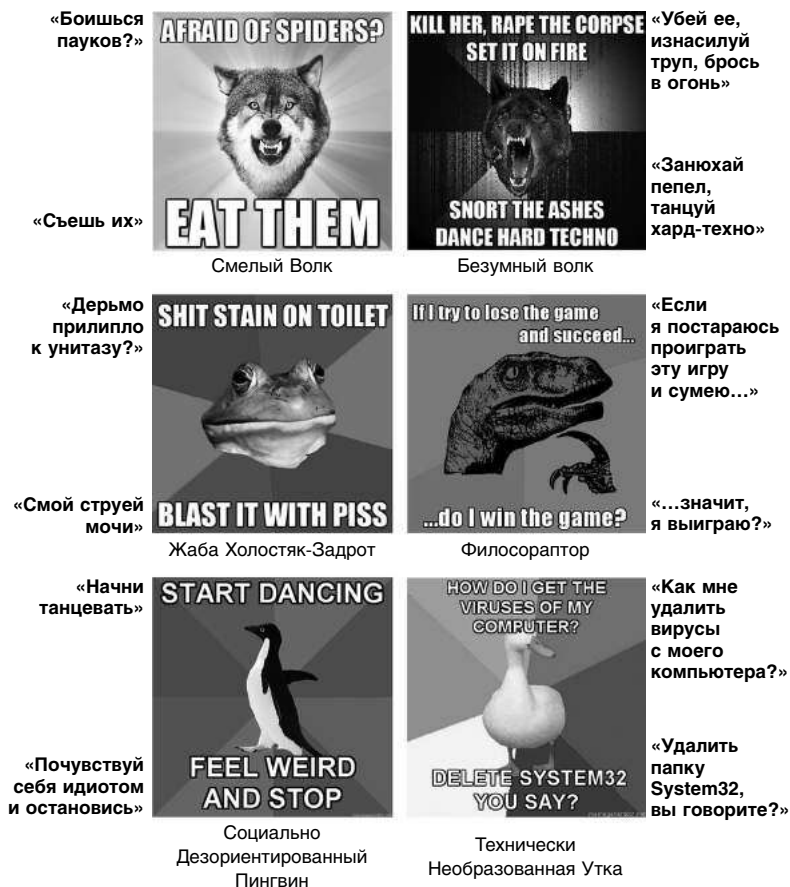 «Боишься
пауков?»
AFRAID OF SPIDERS?
EAT THEM
«Съешь их»
Смелый Волк
KILL HER, RAPE THE CORPSE
SET IT ON FIRE
SNORT THE ASHES
DANCE HARD TECHNO
«Убей ее,
изнасилуй
труп, брось
в огонь»
«Занюхай
пепел,
танцуй
хард-техно»
Безумный волк
«Дерьмо
прилипло
к унитазу?»
SHIT STAIN ON TOILET
BLAST IT WITH PISS
«Смой струей
мочи»
Жаба Холостяк-Задрот
If I try to lose the game
and succeed...
...do I win the game?
«Если
я постараюсь
проиграть
эту игру
и сумею…»
«…значит,
я выиграю?»
Филосораптор
«Начни
танцевать»
START DANCING
FEEL WEIRD
AND STOP
«Почувствуй
себя идиотом
и остановись»
Социально
Дезориентированный
Пингвин
HOW DO I GET THE
VIRUSES OF MY
COMPUTER?
DELETE SYSTEM32
YOU SAY?
«Как мне
удалить
вирусы
с моего
компьютера?»
«Удалить
папку
System32,
вы говорите?»
Технически
Необразованная Утка